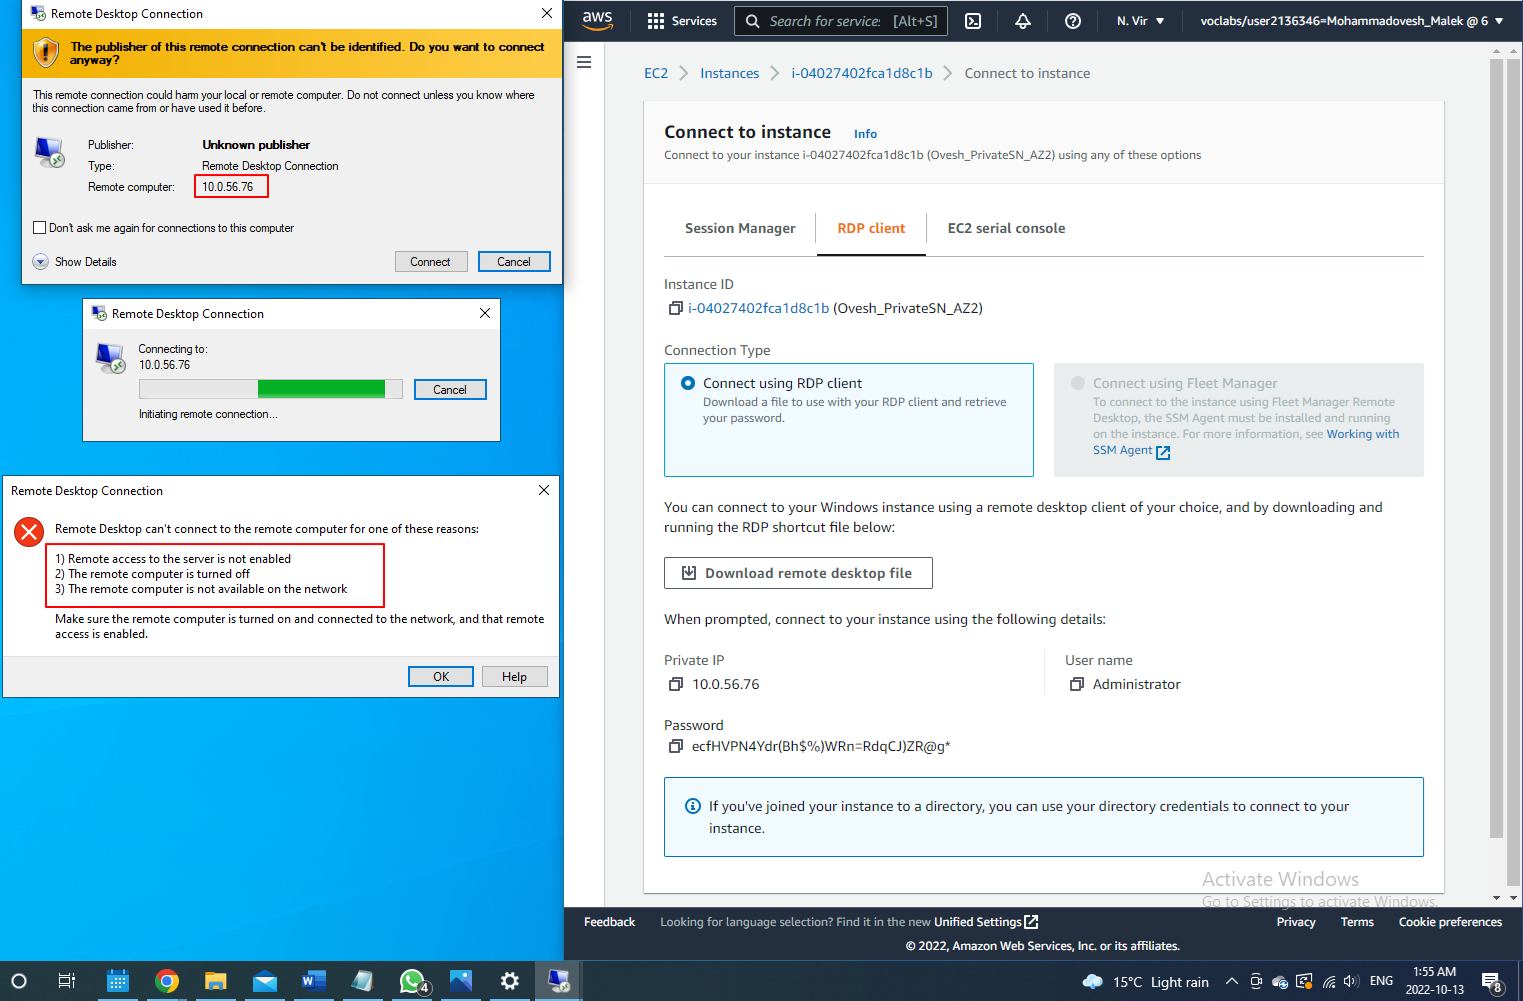 Remote Desktop Connection
The publisher of this remote connection can't be identified. Do you want to connect
anyway?
This remote connection could harm your local or remote computer. Do not connect unless you know where
this connection came from or have used it before.
Publisher: Unknown publisher
Type: Remote Desktop Connection
Remote computer: 10.0.56.76
Don't ask me again for connections to this computer
Show Details
Connect
Cancel
Remote Desktop Connection
Connecting to:
10.0.56.76
Cancel
Initiating remote connection...
Remote Desktop Connection
Remote Desktop can't connect to the remote computer for one of these reasons:
1) Remote access to the server is not enabled
2) The remote computer is turned off
3) The remote computer is not available on the network
Make sure the remote computer is turned on and connected to the network, and that remote
access is enabled.
OK
Help
aws
Services
Search for services [Alt+S]
N. Vir
voclabs/user2136346=Mohammadovesh_Malek @ 6
EC2
Instances
i-04027402fca1d8c1b
Connect to instance
Connect to instance Info
Connect to your instance i-04027402fca1d8c1b (Ovesh_PrivateSN_AZ2) using any of these options
Session Manager
RDP client
EC2 serial console
Instance ID
i-04027402fca1d8c1b (Ovesh_PrivateSN_AZ2)
Connection Type
Connect using RDP client
Download a file to use with your RDP client and retrieve
your password.
Connect using Fleet Manager
To connect to the instance using Fleet Manager Remote
Desktop, the SSM Agent must be installed and running
on the instance. For more information, see Working with
SSM Agent
You can connect to your Windows instance using a remote desktop client of your choice, and by downloading and
running the RDP shortcut file below:
Download remote desktop file
When prompted, connect to your instance using the following details:
Private IP
10.0.56.76
User name
Administrator
Password
ecfHVPN4Ydr(Bh$%)WRn=RdqCJ)ZR@g*
If you've joined your instance to a directory, you can use your directory credentials to connect to your
instance.
Activate Windows
Go to Settings to activate Windows.
Feedback
Looking for language selection? Find it in the new Unified Settings
Privacy
Terms
Cookie preferences
© 2022, Amazon Web Services, Inc. or its affiliates.
4
15°C Light rain
ENG
1:55 AM
2022-10-13
8